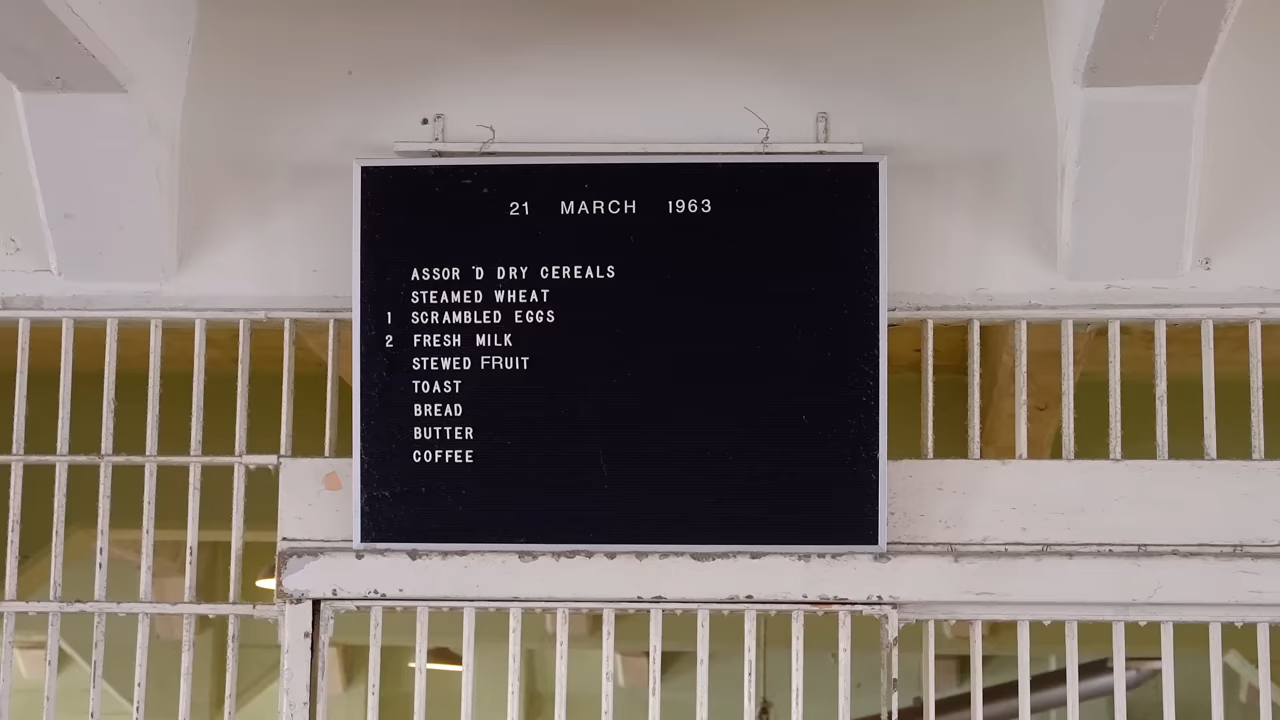 21 MARCH 1963
ASSOR 'D DRY CEREALS
STEAMED WHEAT
1 SCRAMBLED EGGS
2 FRESH MILK
STEWED FRUIT
TOAST
BREAD
BUTTER
COFFEE